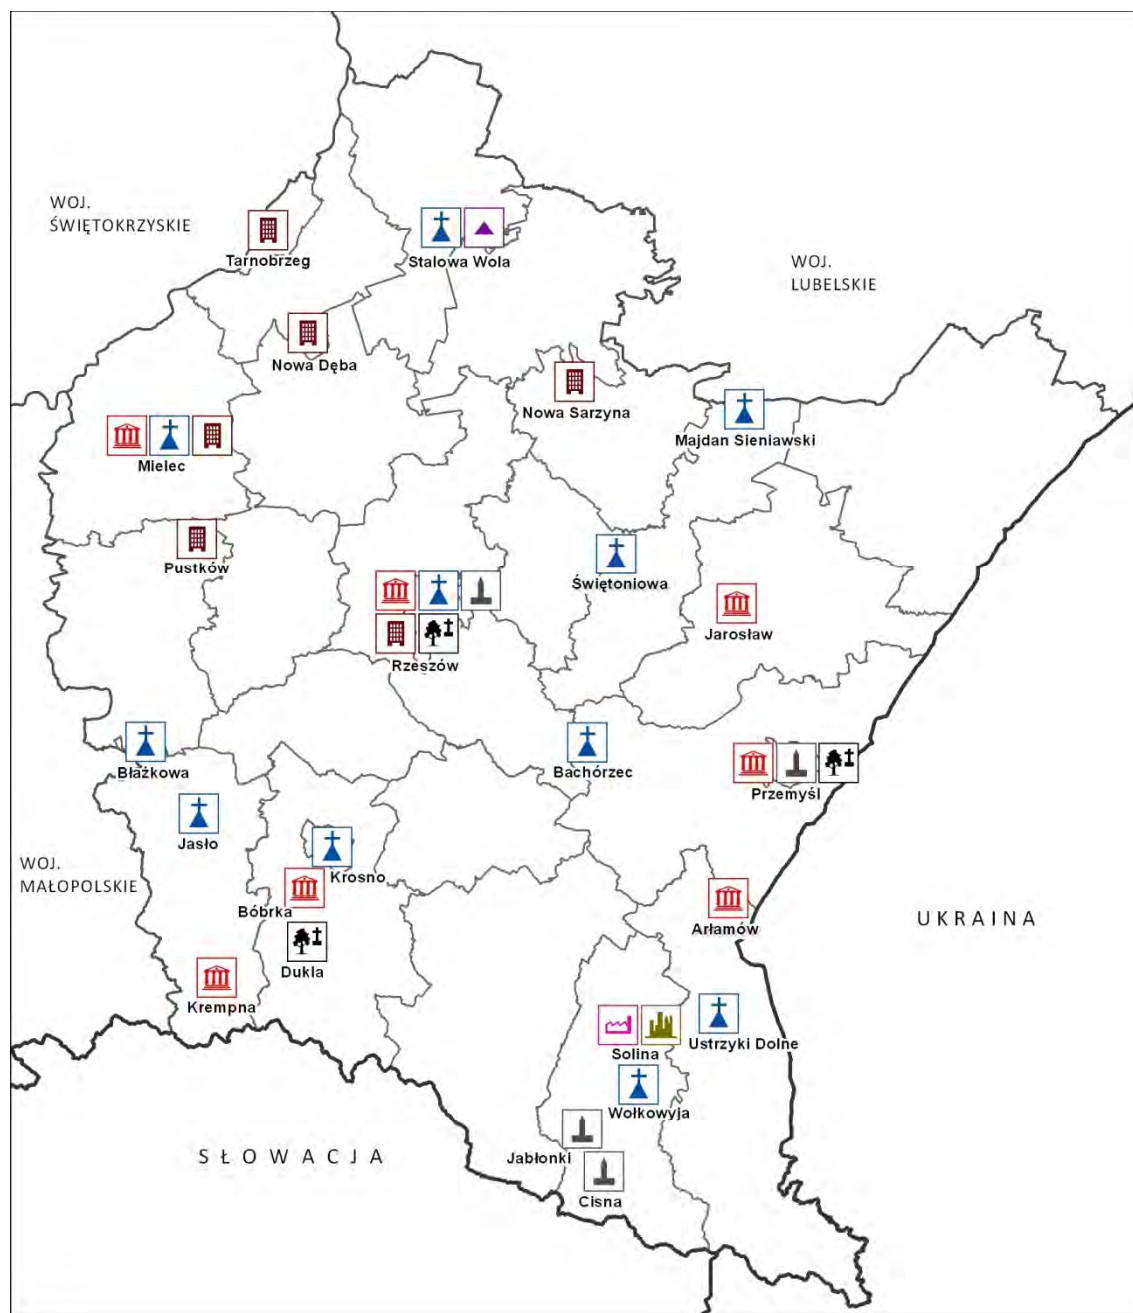 WOJ.
ŚWIĘTOKRZYSKIE
Tarnobrzeg
Stalowa Wola
WOJ.
LUBELSKIE
Nowa Dęba
Nowa Sarzyna
Majdan Sieniawski
Mielec
Pustków
Świętoniowa
Jarosław
Rzeszów
Błażkowa
Bachórzec
Przemyśl
Jasło
WOJ.
MAŁOPOLSKIE
Krosno
Bóbrka
Arłamów
UKRAINA
Dukla
Krempna
Solina
Ustrzyki Dolne
Wołkowyja
SŁOWACJA
Jabłonki
Cisna